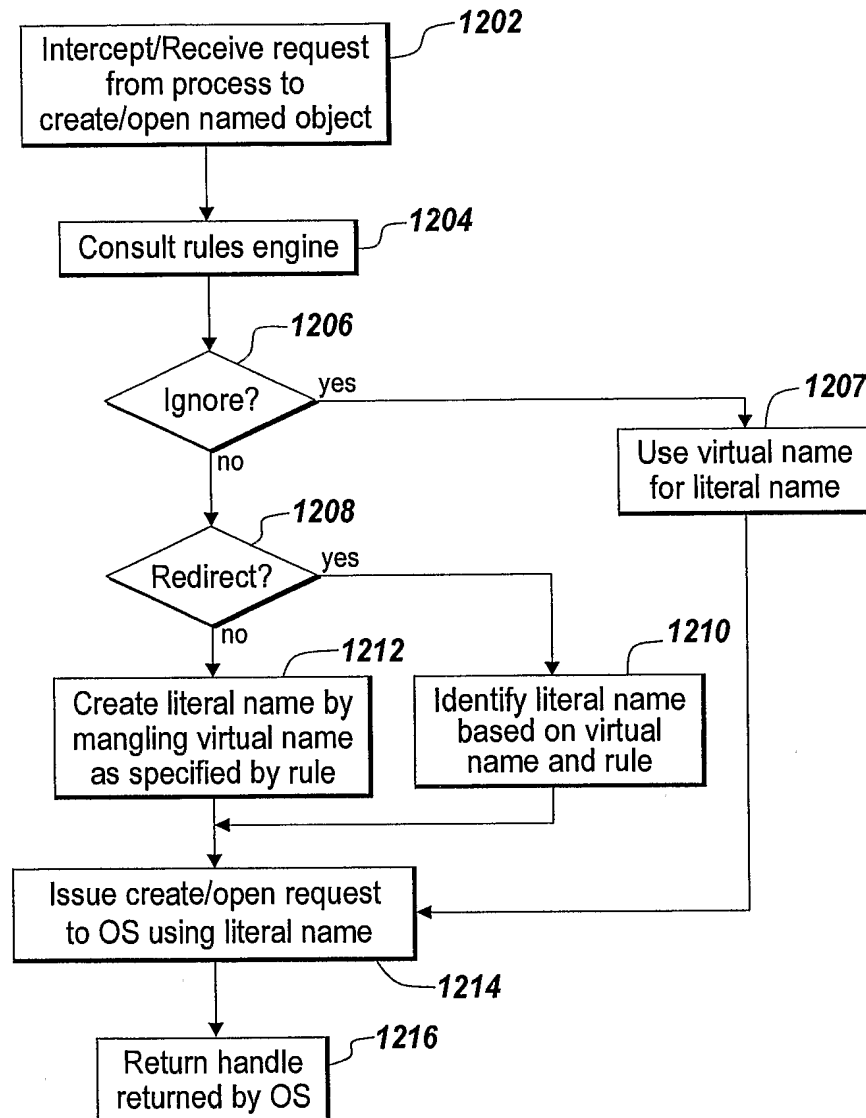 1202
Intercept/Receive request
from process to
create/open named object
1204
Consult rules engine
1206
Ignore?
yes
no
1207
Use virtual name
for literal name
1208
Redirect?
yes
no
1212
Create literal name by
mangling virtual name
as specified by rule
1210
Identify literal name
based on virtual
name and rule
Issue create/open request
to OS using literal name
1214
1216
Return handle
returned by OS